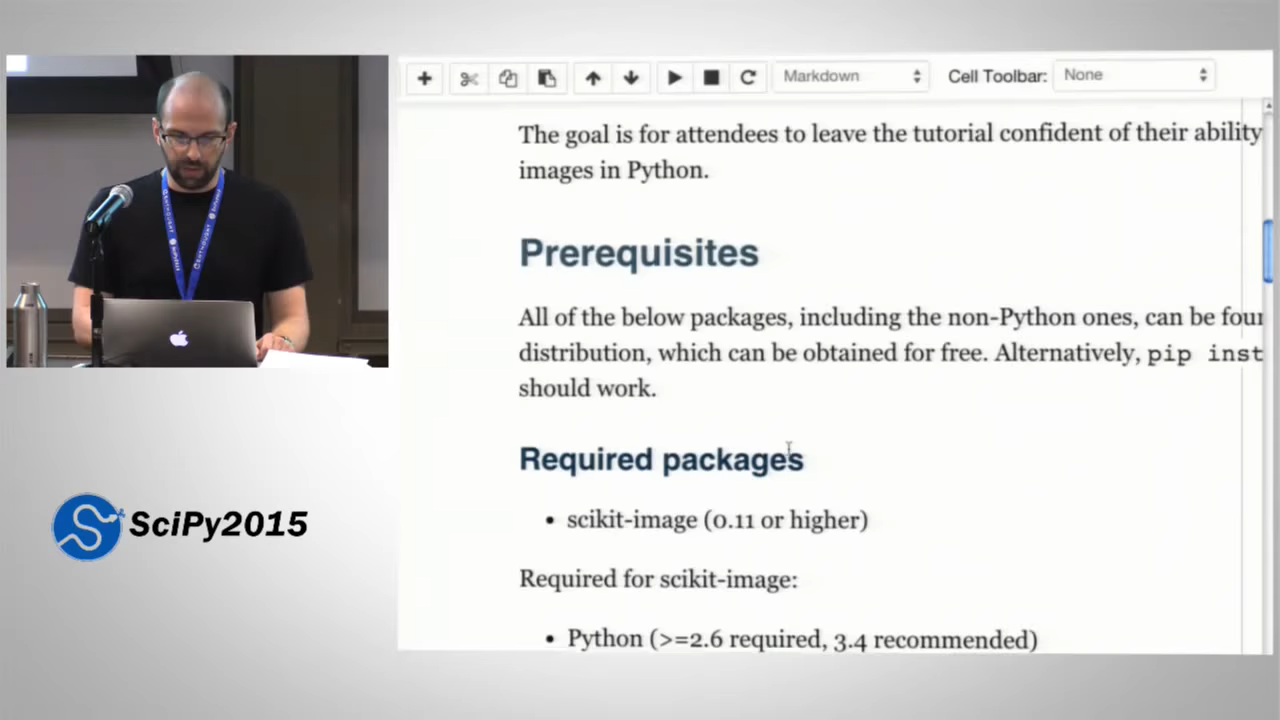 Markdown
Cell Toolbar:
None
The goal is for attendees to leave the tutorial confident of their ability
images in Python.
Prerequisites
All of the below packages, including the non-Python ones, can be four
distribution, which can be obtained for free. Alternatively, pip inst
should work.
Required packages
• scikit-image (0.11 or higher)
Required for scikit-image:
• Python (>=2.6 required, 3.4 recommended)
ENTHOUGHT
SciPy2015